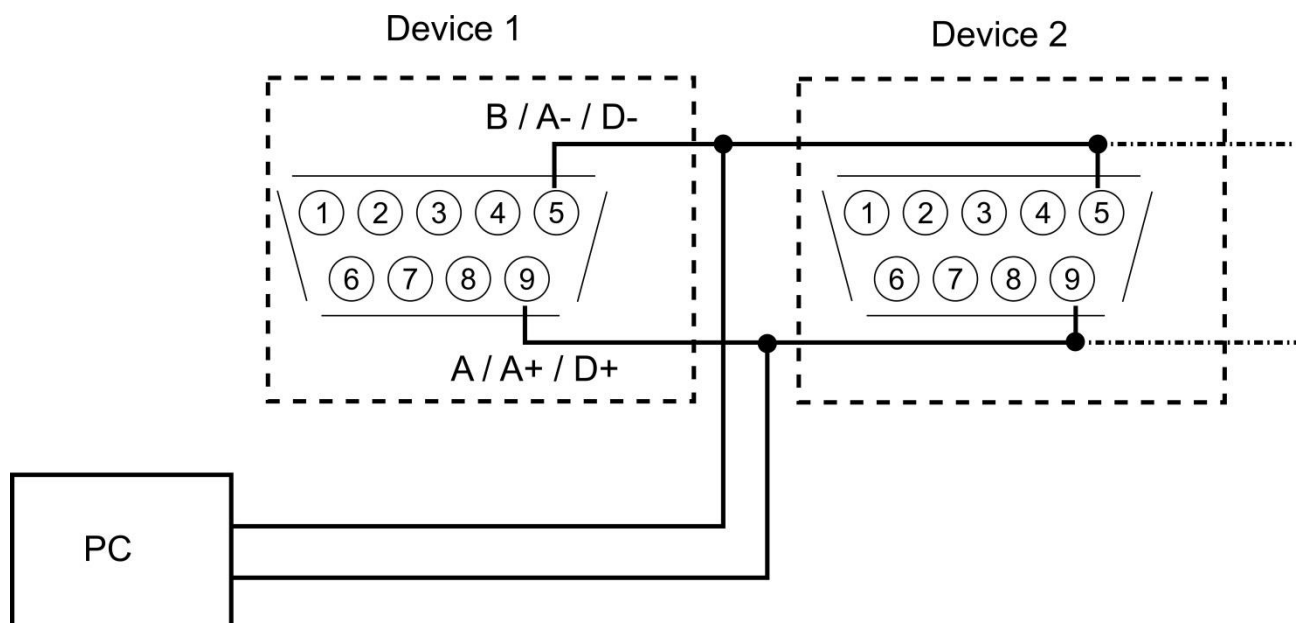 Device 1
Device 2
B / A- / D-
1 2 3 4 5
1 2 3 4 5
6 7 8 9
6 7 8 9
A / A+ / D+
PC